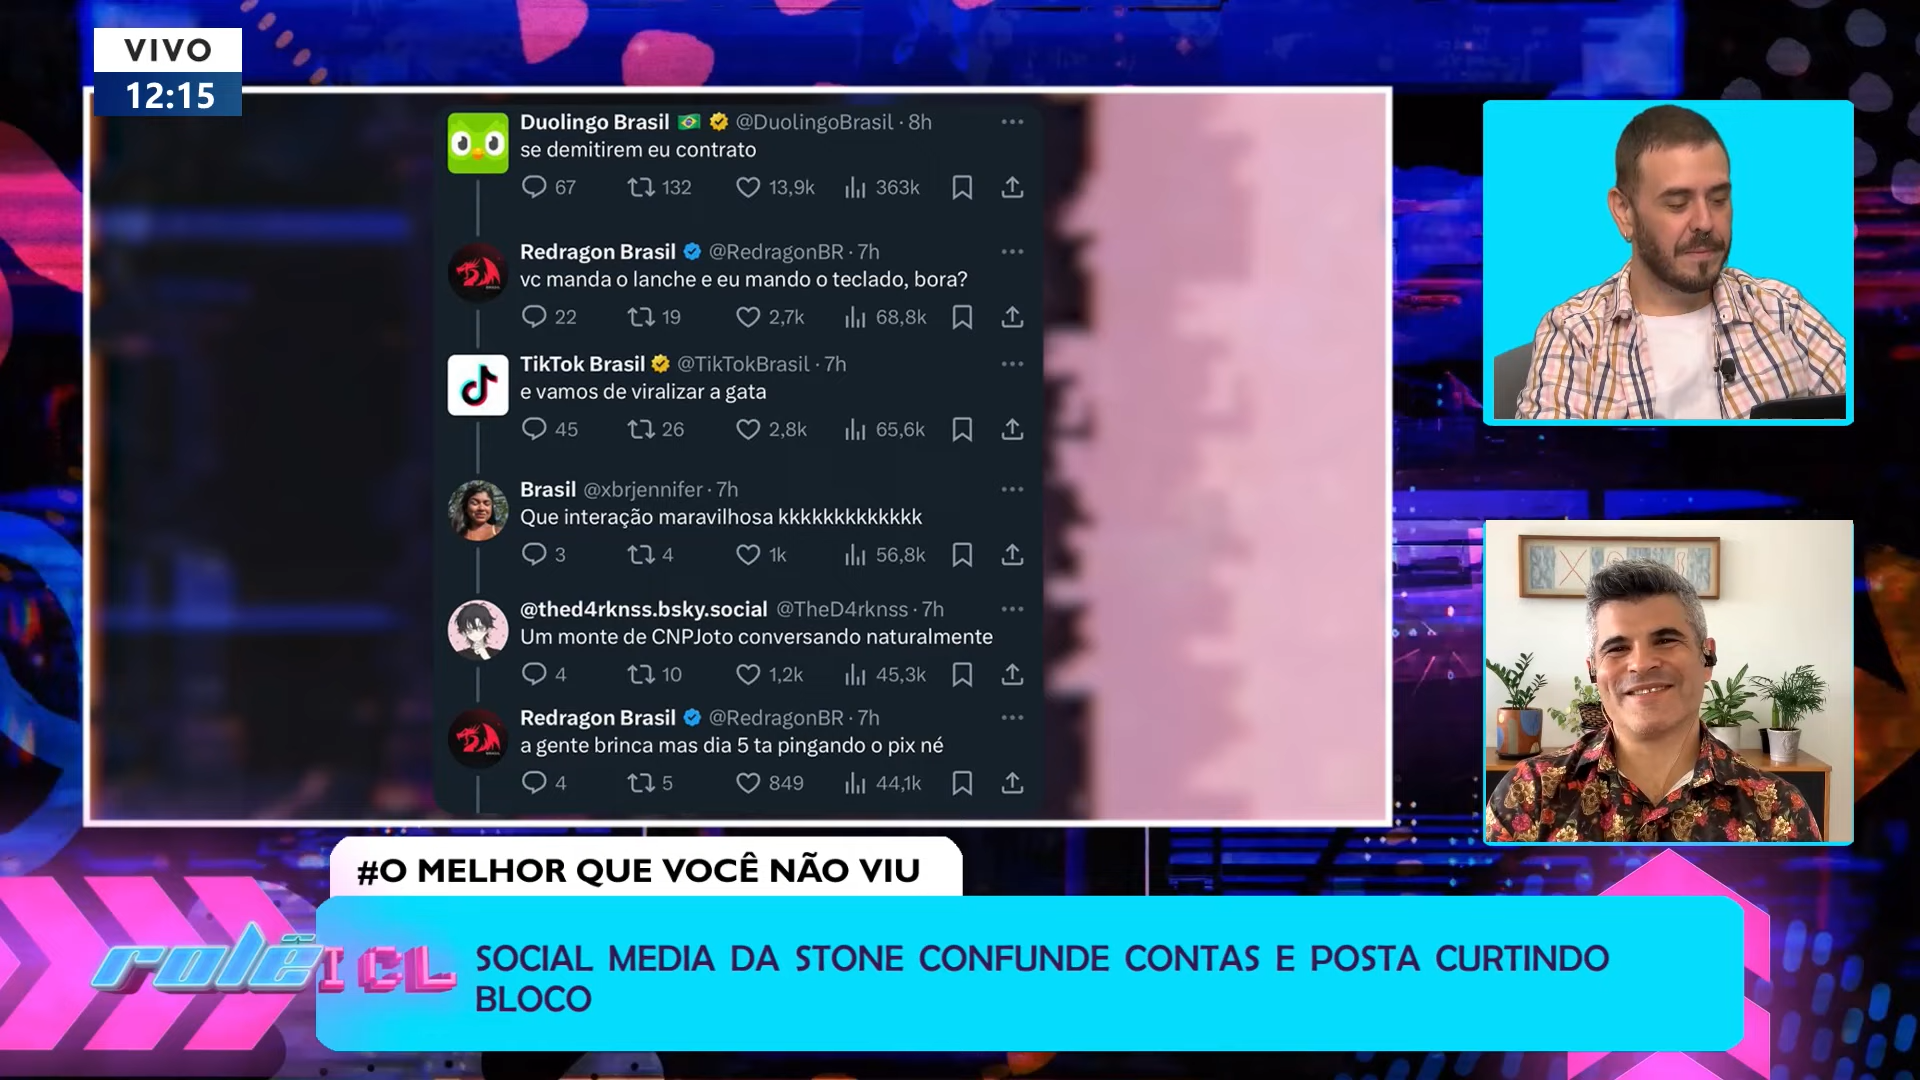 VIVO
12:15
Duolingo Brasil @DuolingoBrasil · 8h
se demitirem eu contrato
67 132 13,9k 363k
Redragon Brasil @RedragonBR · 7h
vc manda o lanche e eu mando o teclado, bora?
22 19 2,7k 68,8k
TikTok Brasil @TikTokBrasil · 7h
e vamos de viralizar a gata
45 26 2,8k 65,6k
Brasil @xbrjennifer · 7h
Que interação maravilhosa kkkkkkkkkkkkk
3 4 1k 56,8k
@thed4rknss.bsky.social @TheD4rknss · 7h
Um monte de CNPJoto conversando naturalmente
4 10 1,2k 45,3k
Redragon Brasil @RedragonBR · 7h
a gente brinca mas dia 5 ta pingando o pix né
4 5 849 44,1k
#O MELHOR QUE VOCÊ NÃO VIU
rolê ICL
SOCIAL MEDIA DA STONE CONFUNDE CONTAS E POSTA CURTINDO
BLOCO